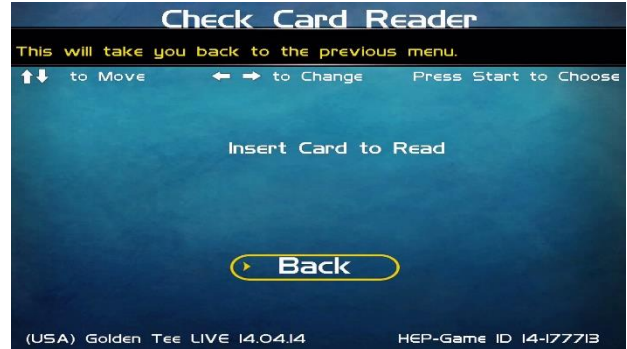 Check Card Reader
This will take you back to the previous menu.
↑↓ to Move ← → to Change Press Start to Choose
Insert Card to Read
Back
(USA) Golden Tee LIVE 14.04.14 HEP-Game ID 14-177713